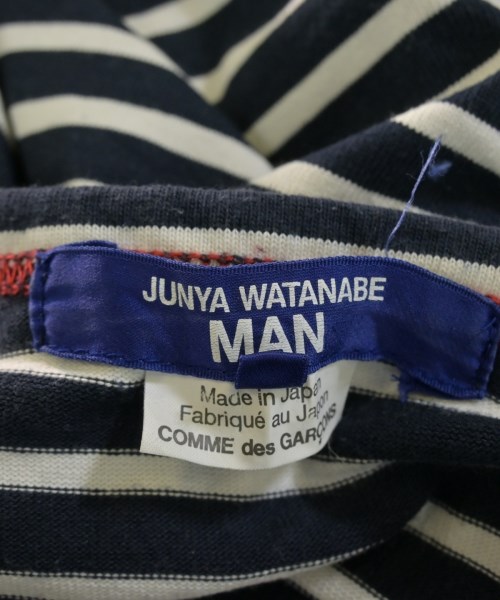 JUNYA WATANABE
MAN
Made in Japan
Fabriqué au Japon
COMME des GARÇONS